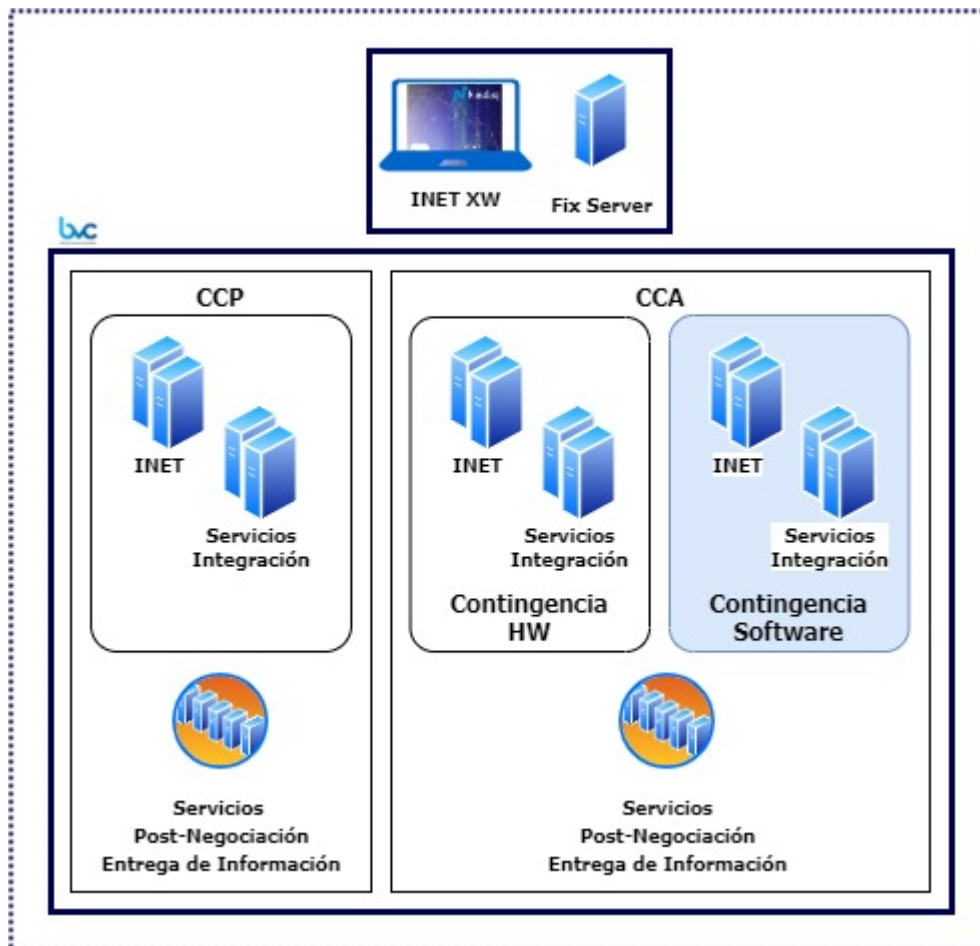 Nasdaq
INET XW
Fix Server
bvc
CCP
INET
Servicios
Integración
Servicios
Post-Negociación
Entrega de Información
CCA
INET
Servicios
Integración
Contingencia
HW
INET
Servicios
Integración
Contingencia
Software
Servicios
Post-Negociación
Entrega de Información